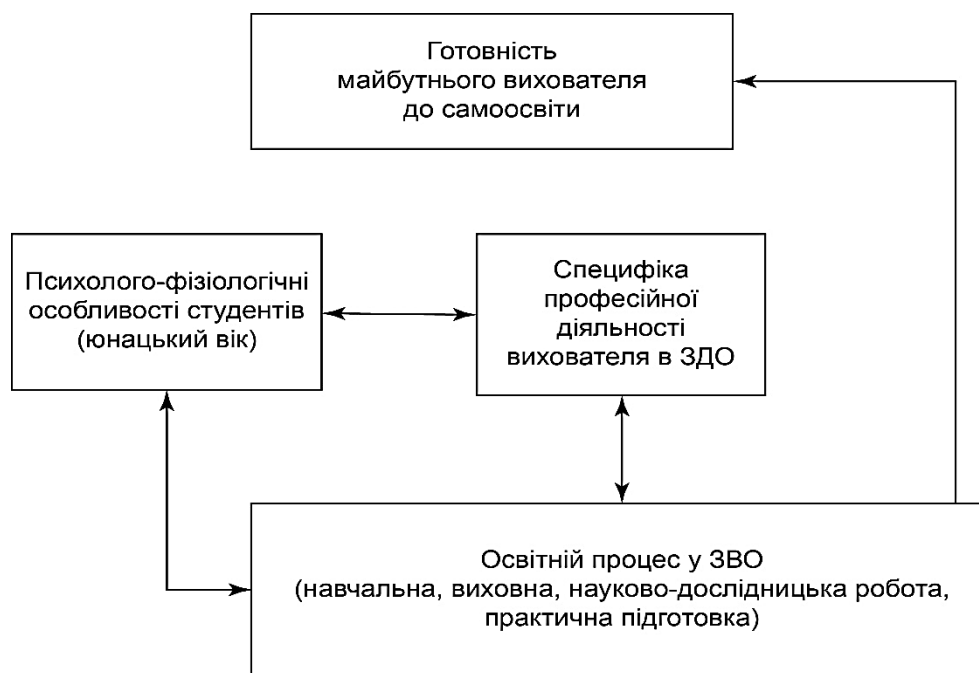 Готовність
майбутнього вихователя
до самоосвіти
Психолого-фізіологічні
особливості студентів
(юнацький вік)
Специфіка
професійної
діяльності
вихователя в ЗДО
Освітній процес у ЗВО
(навчальна, виховна, науково-дослідницька робота,
практична підготовка)